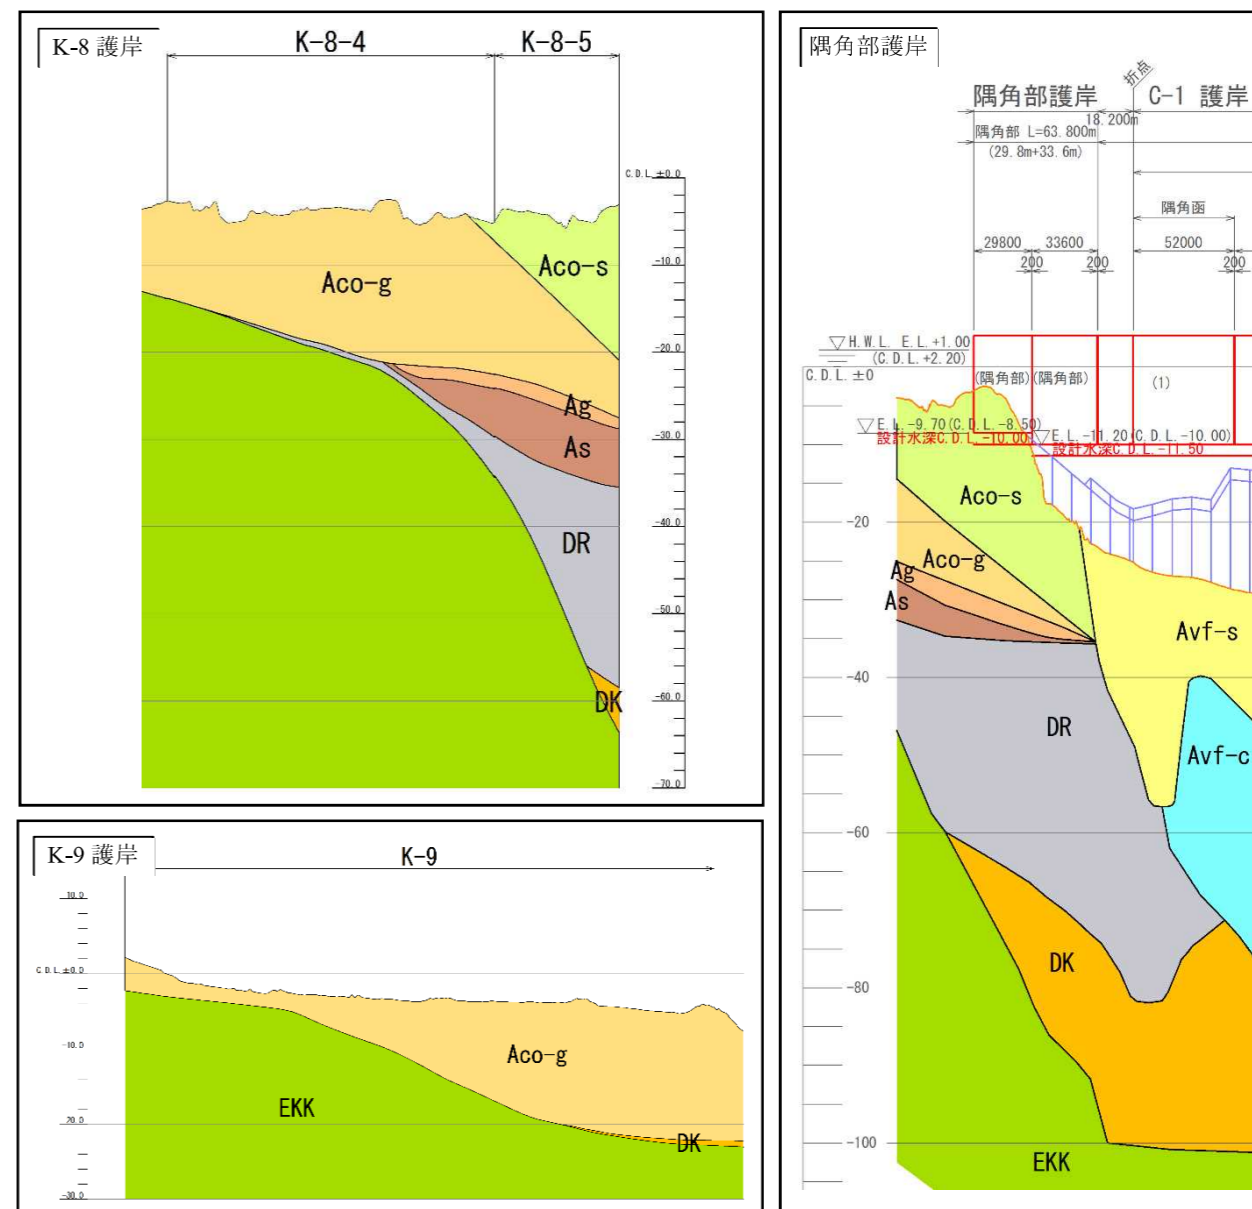 K-8 護岸
K-8-4
K-8-5
C.D.L.±0.0
-10.0
-20.0
-30.0
-40.0
-50.0
-60.0
-70.0
Aco-s
Aco-g
Ag
As
DR
DK
K-9 護岸
K-9
10.0
C.D.L.±0.0
-10.0
-20.0
-30.0
Aco-g
EKK
DK
隅角部護岸
折点
隅角部護岸
C-1 護岸
18.200m
隅角部 L=63.800m
(29.8m+33.6m)
隅角函
29800
33600
52000
200
200
200
▽H.W.L. E.L.+1.00
(C.D.L.+2.20)
C.D.L.±0
(隅角部)
(隅角部)
(1)
▽E.L.-9.70(C.D.L.-8.50)
設計水深C.D.L.-10.00
▽E.L.-11.20(C.D.L.-10.00)
設計水深C.D.L.-11.50
-20
-40
-60
-80
-100
Aco-s
Aco-g
Ag
As
Avf-s
DR
Avf-c
DK
EKK